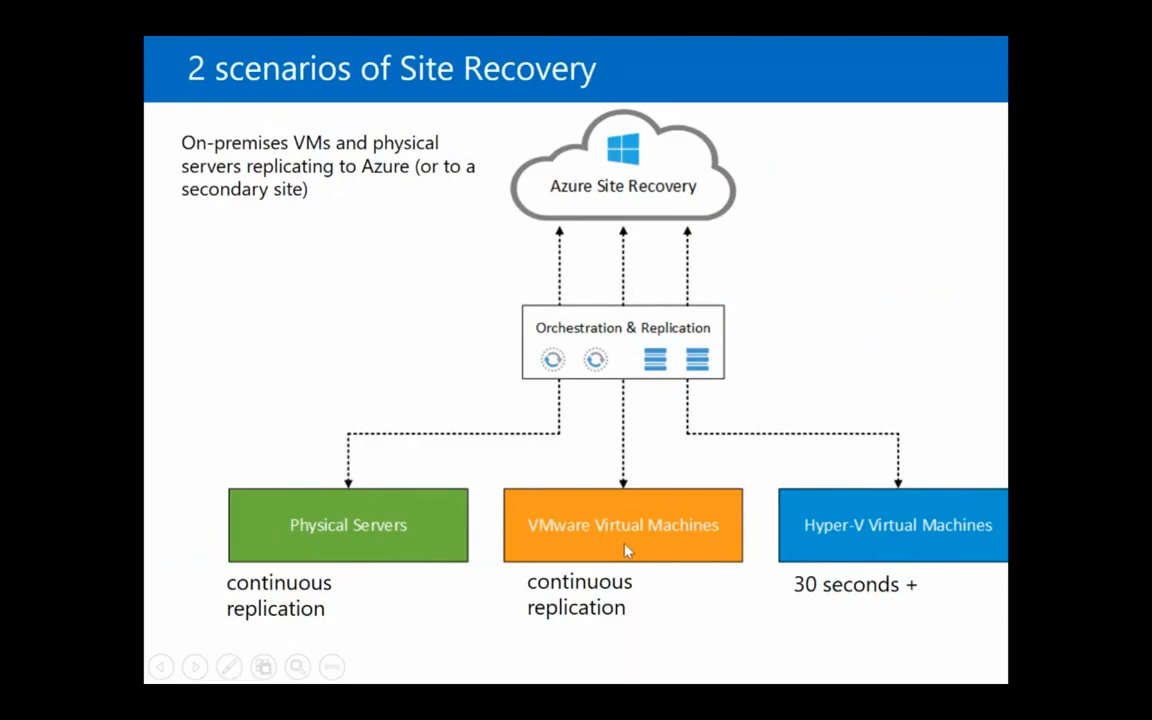 2 scenarios of Site Recovery
On-premises VMs and physical
servers replicating to Azure (or to a
secondary site)
Azure Site Recovery
Orchestration & Replication
Physical Servers
VMware Virtual Machines
Hyper-V Virtual Machines
continuous
replication
continuous
replication
30 seconds +